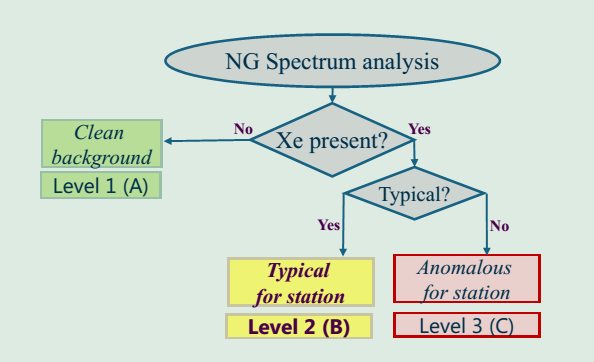 NG Spectrum analysis
No
Xe present?
Yes
Clean
background
Level 1 (A)
Typical?
Yes
No
Typical
for station
Level 2 (B)
Anomalous
for station
Level 3 (C)